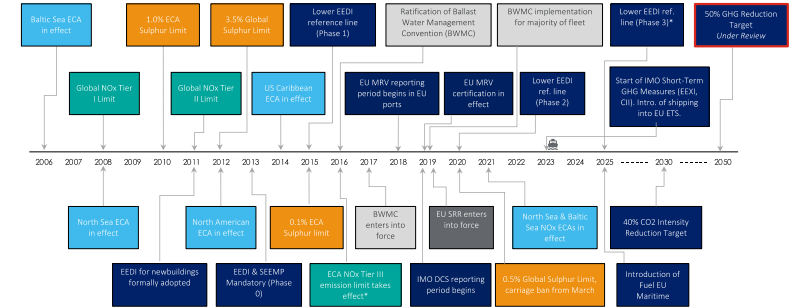 Baltic Sea ECA
in effect
1.0% ECA
Sulphur Limit
3.5% Global
Sulphur Limit
Lower EEDI
reference line
(Phase 1)
Ratification of Ballast
Water Management
Convention (BWMC)
BWMC implementation
for majority of fleet
Lower EEDI ref.
line (Phase 3)*
50% GHG Reduction
Target
Under Review
Global NOx Tier
I Limit
Global NOx Tier
II Limit
US Caribbean
ECA in effect
EU MRV reporting
period begins in EU
ports
EU MRV
certification in
effect
Lower EEDI
ref. line
(Phase 2)
Start of IMO Short-Term
GHG Measures (EEXI,
CII). Intro. of shipping
into EU ETS.
2006 2007 2008 2009 2010 2011 2012 2013 2014 2015 2016 2017 2018 2019 2020 2021 2022 2023 2024 2025 2030 2050
North Sea ECA
in effect
North American
ECA in effect
0.1% ECA
Sulphur limit
BWMC
enters into
force
EU SRR enters
into force
North Sea & Baltic
Sea NOx ECAs in
effect
40% CO2 Intensity
Reduction Target
EEDI for newbuildings
formally adopted
EEDI & SEEMP
Mandatory (Phase
0)
ECA NOx Tier III
emission limit takes
effect*
IMO DCS reporting
period begins
0.5% Global Sulphur Limit,
carriage ban from March
Introduction of
Fuel EU
Maritime